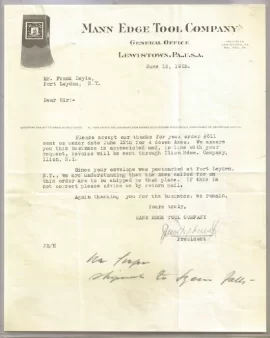 MANN EDGE TOOL COMPANY
GENERAL OFFICE
LEWISTOWN, PA., U.S.A.
June 13,
Mr. Frank
Port Leyden, N.Y.
Dear Sir:-
Please accept our thanks for your order
sent us under date June 12th for 4 dozen Axes. We assure
you this business is appreciated and, in line with your
request, invoice will be sent through
Company,
Ilion, N.Y.
Since your envelope was postmarked at Port Leyden,
N.Y., we are understanding that the Axes called for on
this order are to be shipped to that place. If this is
not correct please advise us by return mail.
Again thanking you for the business, we remain,
Yours truly,
MANN EDGE TOOL COMPANY
President
shipment to Lyons Falls-